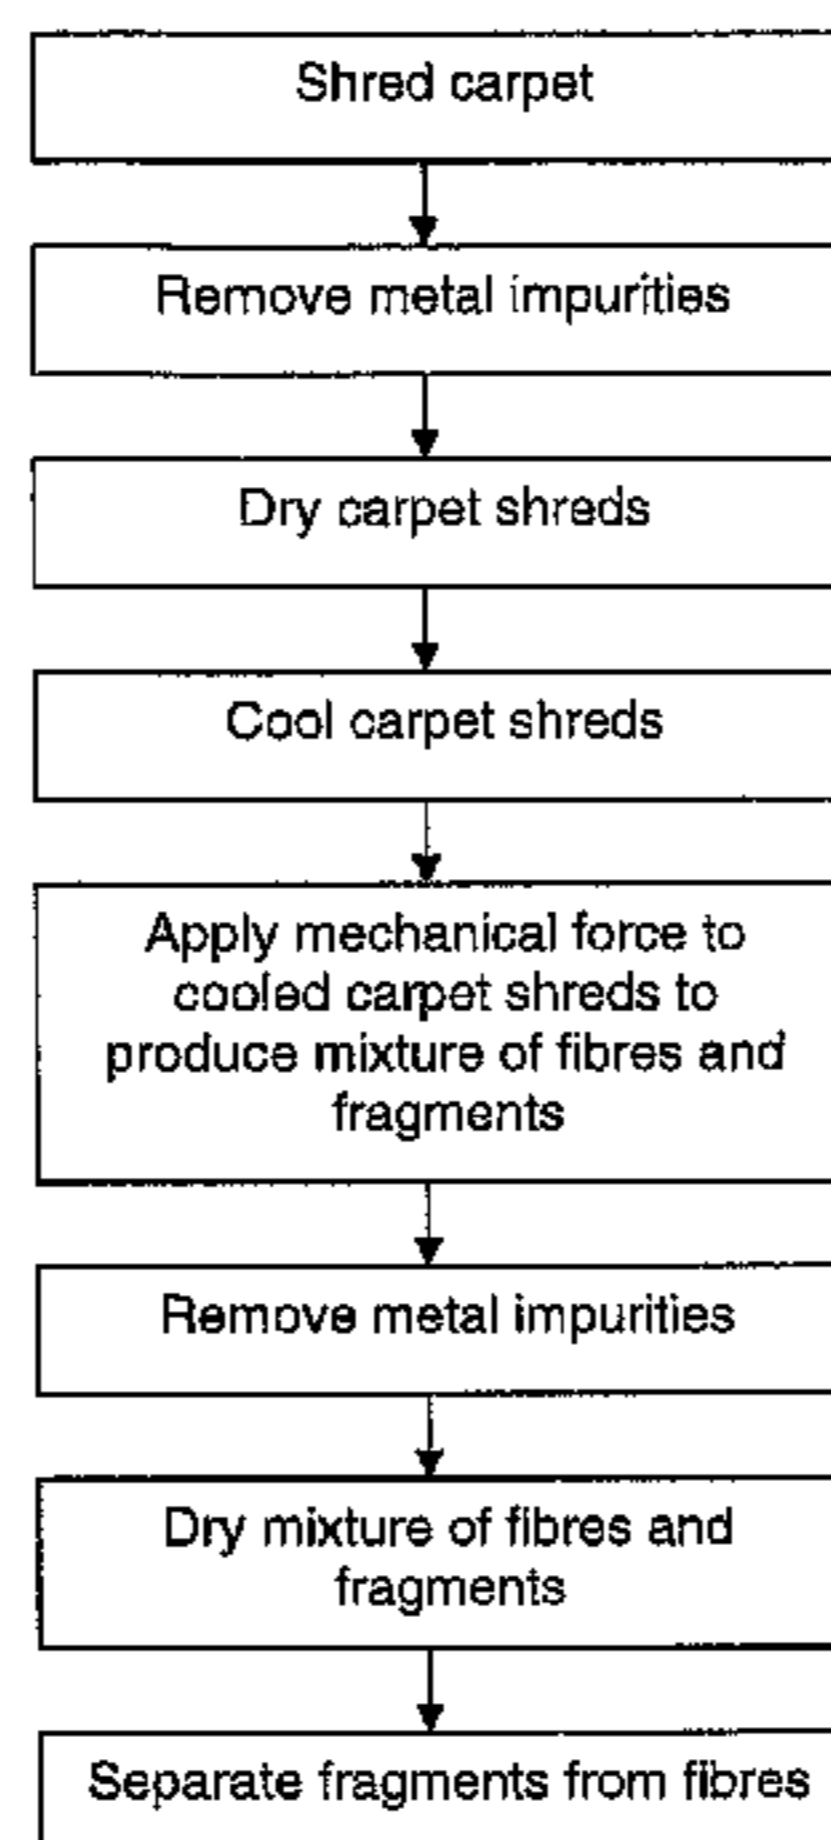 Shred carpet
Remove metal impurities
Dry carpet shreds
Cool carpet shreds
Apply mechanical force to
cooled carpet shreds to
produce mixture of fibres and
fragments
Remove metal impurities
Dry mixture of fibres and
fragments
Separate fragments from fibres